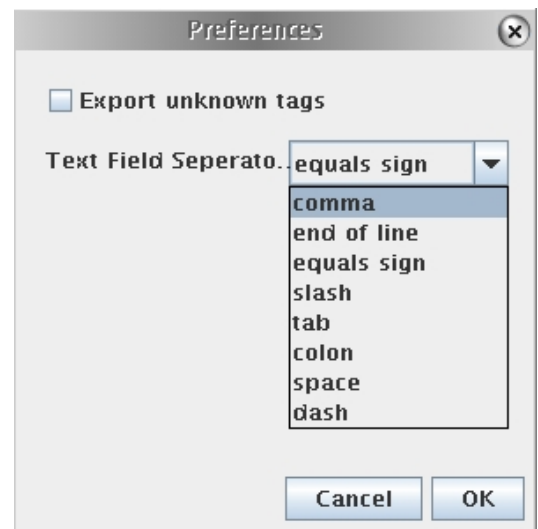 Preferences
Export unknown tags
Text Field Seperato..
equals sign
comma
end of line
equals sign
slash
tab
colon
space
dash
Cancel
OK